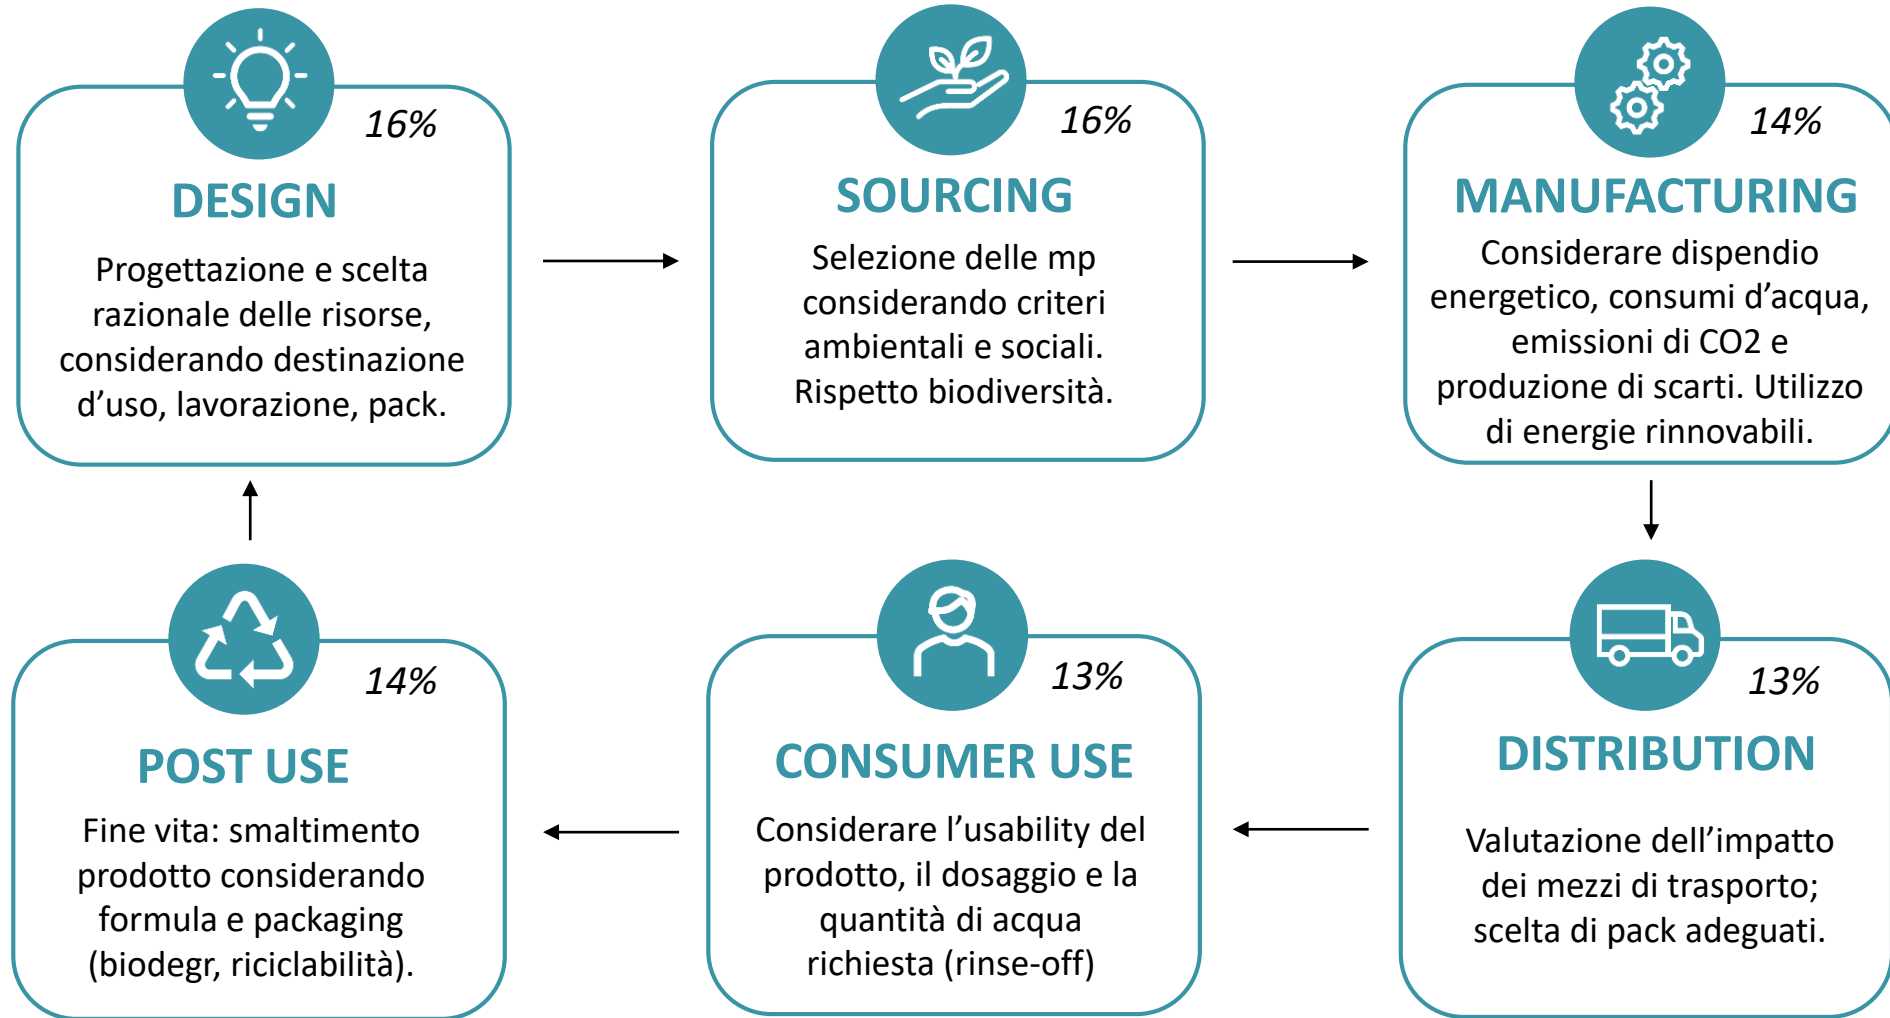 16%
DESIGN
Progettazione e scelta
razionale delle risorse,
considerando destinazione
d’uso, lavorazione, pack.
16%
SOURCING
Selezione delle mp
considerando criteri
ambientali e sociali.
Rispetto biodiversità.
14%
MANUFACTURING
Considerare dispendio
energetico, consumi d’acqua,
emissioni di CO2 e
produzione di scarti. Utilizzo
di energie rinnovabili.
14%
POST USE
Fine vita: smaltimento
prodotto considerando
formula e packaging
(biodegr, riciclabilità).
13%
CONSUMER USE
Considerare l’usability del
prodotto, il dosaggio e la
quantità di acqua
richiesta (rinse-off)
13%
DISTRIBUTION
Valutazione dell’impatto
dei mezzi di trasporto;
scelta di pack adeguati.